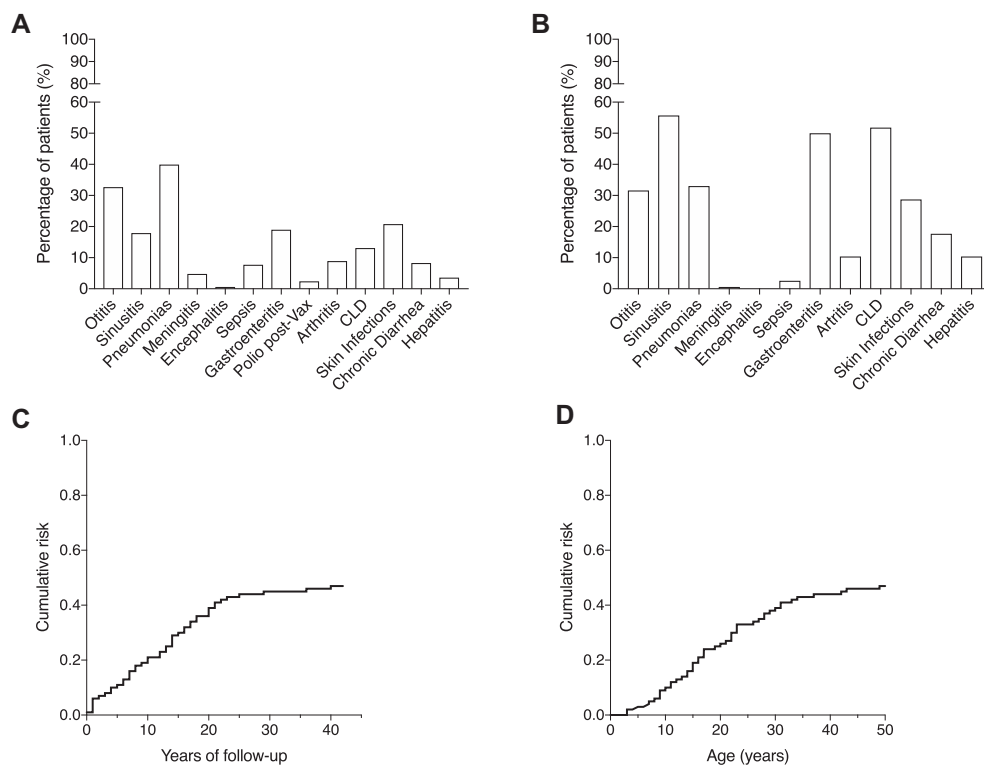 A
Percentage of patients (%)
100
90
80
60
50
40
30
20
10
0
Otitis
Sinusitis
Pneumonias
Meningitis
Encephalitis
Sepsis
Gastroenteritis
Polio post-Vax
Arthritis
CLD
Skin Infections
Chronic Diarrhea
Hepatitis
B
Percentage of patients (%)
100
90
80
60
50
40
30
20
10
0
Otitis
Sinusitis
Pneumonias
Meningitis
Encephalitis
Sepsis
Gastroenteritis
Artritis
CLD
Skin Infections
Chronic Diarrhea
Hepatitis
C
Cumulative risk
1.0
0.8
0.6
0.4
0.2
0.0
0 10 20 30 40
Years of follow-up
D
Cumulative risk
1.0
0.8
0.6
0.4
0.2
0.0
0 10 20 30 40 50
Age (years)